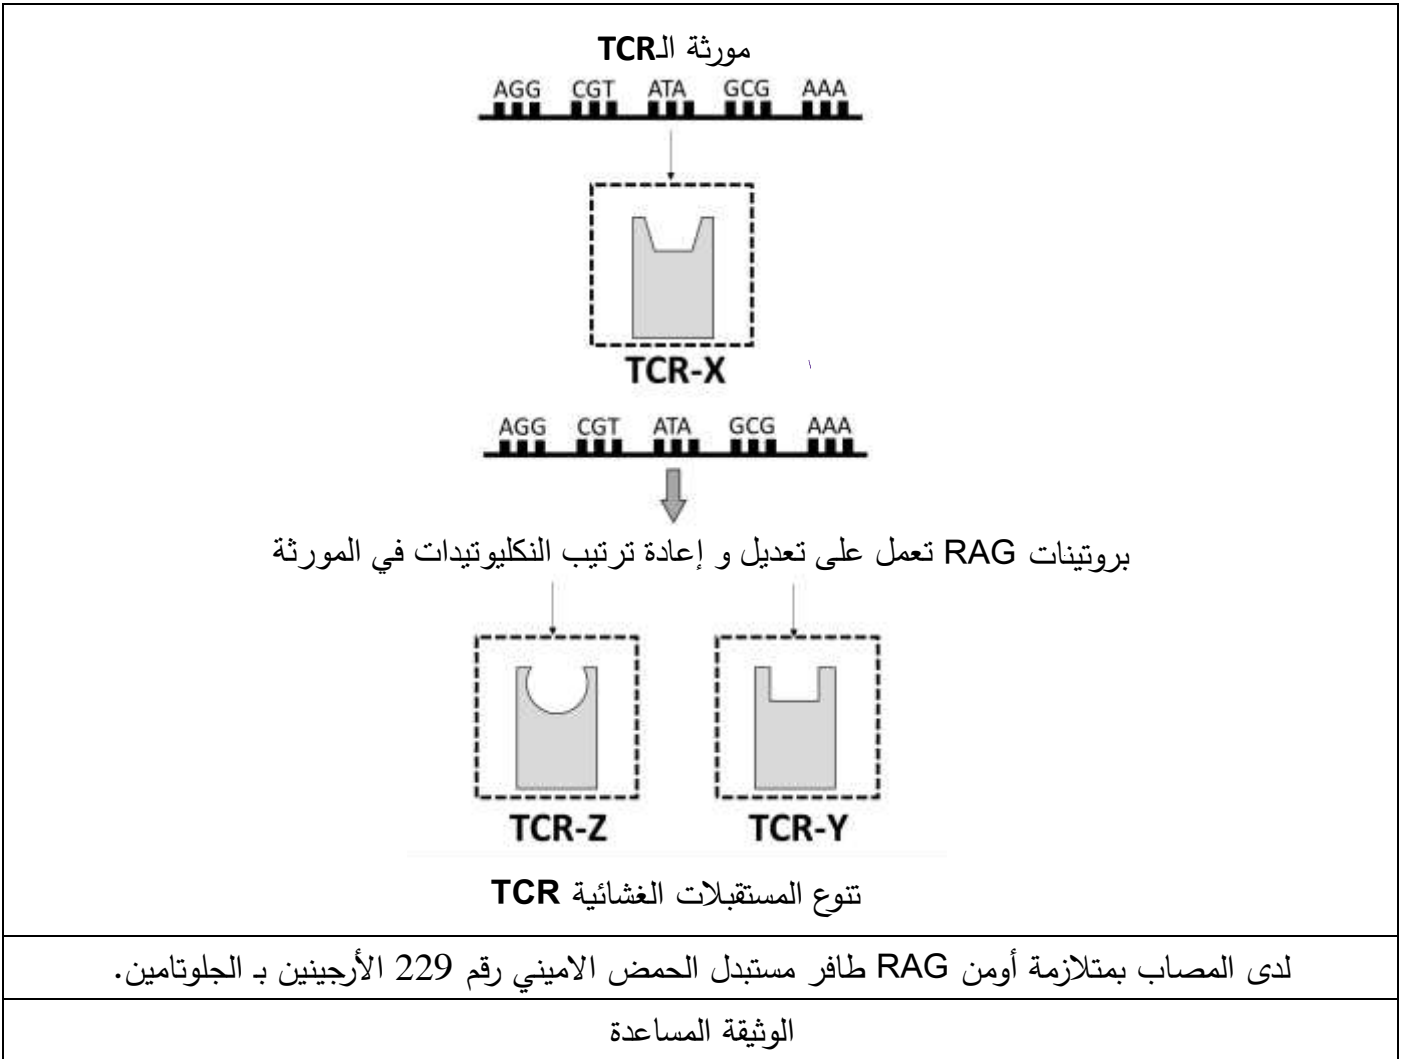 مورثة الـTCR
AGG CGT ATA GCG AAA
TCR-X
AGG CGT ATA GCG AAA
بروتينات RAG تعمل على تعديل و إعادة ترتيب النكليوتيدات في المورثة
TCR-Z TCR-Y
تنوع المستقبلات الغشائية TCR
لدى المصاب بمتلازمة أومن RAG طافر مستبدل الحمض الاميني رقم 229 الأرجينين بـ الجلوتامين.
الوثيقة المساعدة